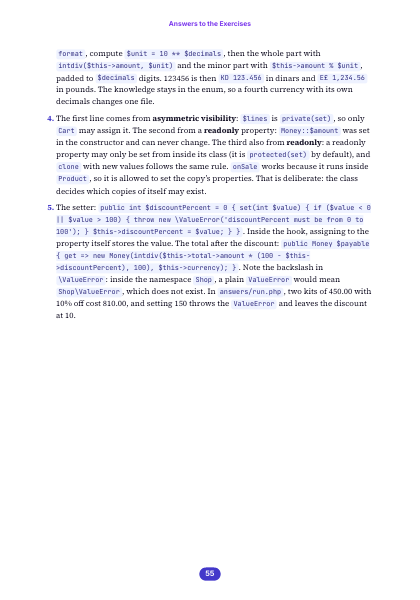 Answers to the Exercises
format, compute $unit = 10 ** $decimals, then the whole part with
intdiv($this->amount, $unit) and the minor part with $this->amount % $unit,
padded to $decimals digits. 123456 is then KD 123.456 in dinars and E£ 1,234.56
in pounds. The knowledge stays in the enum, so a fourth currency with its own
decimals changes one file.
4. The first line comes from asymmetric visibility: $lines is private(set), so only
Cart may assign it. The second from a readonly property: Money::$amount was set
in the constructor and can never change. The third also from readonly: a readonly
property may only be set from inside its class (it is protected(set) by default), and
clone with new values follows the same rule. onSale works because it runs inside
Product, so it is allowed to set the copy's properties. That is deliberate: the class
decides which copies of itself may exist.
5. The setter: public int $discountPercent = 0 { set(int $value) { if ($value < 0
|| $value > 100) { throw new \ValueError('discountPercent must be from 0 to
100'); } $this->discountPercent = $value; } }. Inside the hook, assigning to the
property itself stores the value. The total after the discount: public Money $payable
{ get => new Money(intdiv($this->total->amount * (100 - $this-
>discountPercent), 100), $this->currency); }. Note the backslash in
\ValueError: inside the namespace Shop, a plain ValueError would mean
Shop\ValueError, which does not exist. In answers/run.php, two kits of 450.00 with
10% off cost 810.00, and setting 150 throws the ValueError and leaves the discount
at 10.
55